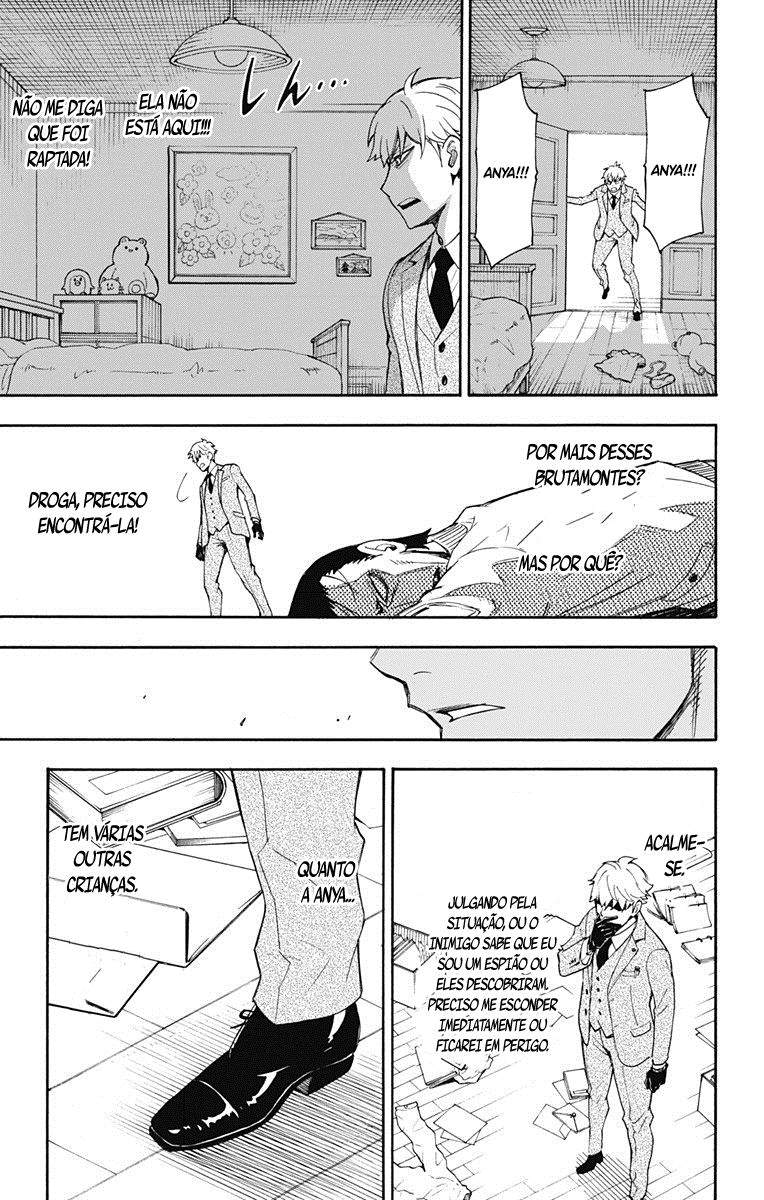 ANYA!!!
ANYA!!!
しん...
ELA NÃO
ESTÁ AQUI!!!
NÃO ME DIGA
QUE FOI
RAPTADA!
POR MAIS DESSES
BRUTAMONTES?
MAS POR QUÊ?
DROGA, PRECISO
ENCONTRÁ-LA!
ACALME-
SE.
JULGANDO PELA
SITUAÇÃO, OU O
INIMIGO SABE QUE EU
SOU UM ESPIÃO OU
ELES DESCOBRIRAM.
PRECISO ME ESCONDER
IMEDIATAMENTE OU
FICAREI EM PERIGO.
QUANTO
A ANYA...
TEM VÁRIAS
OUTRAS
CRIANÇAS.